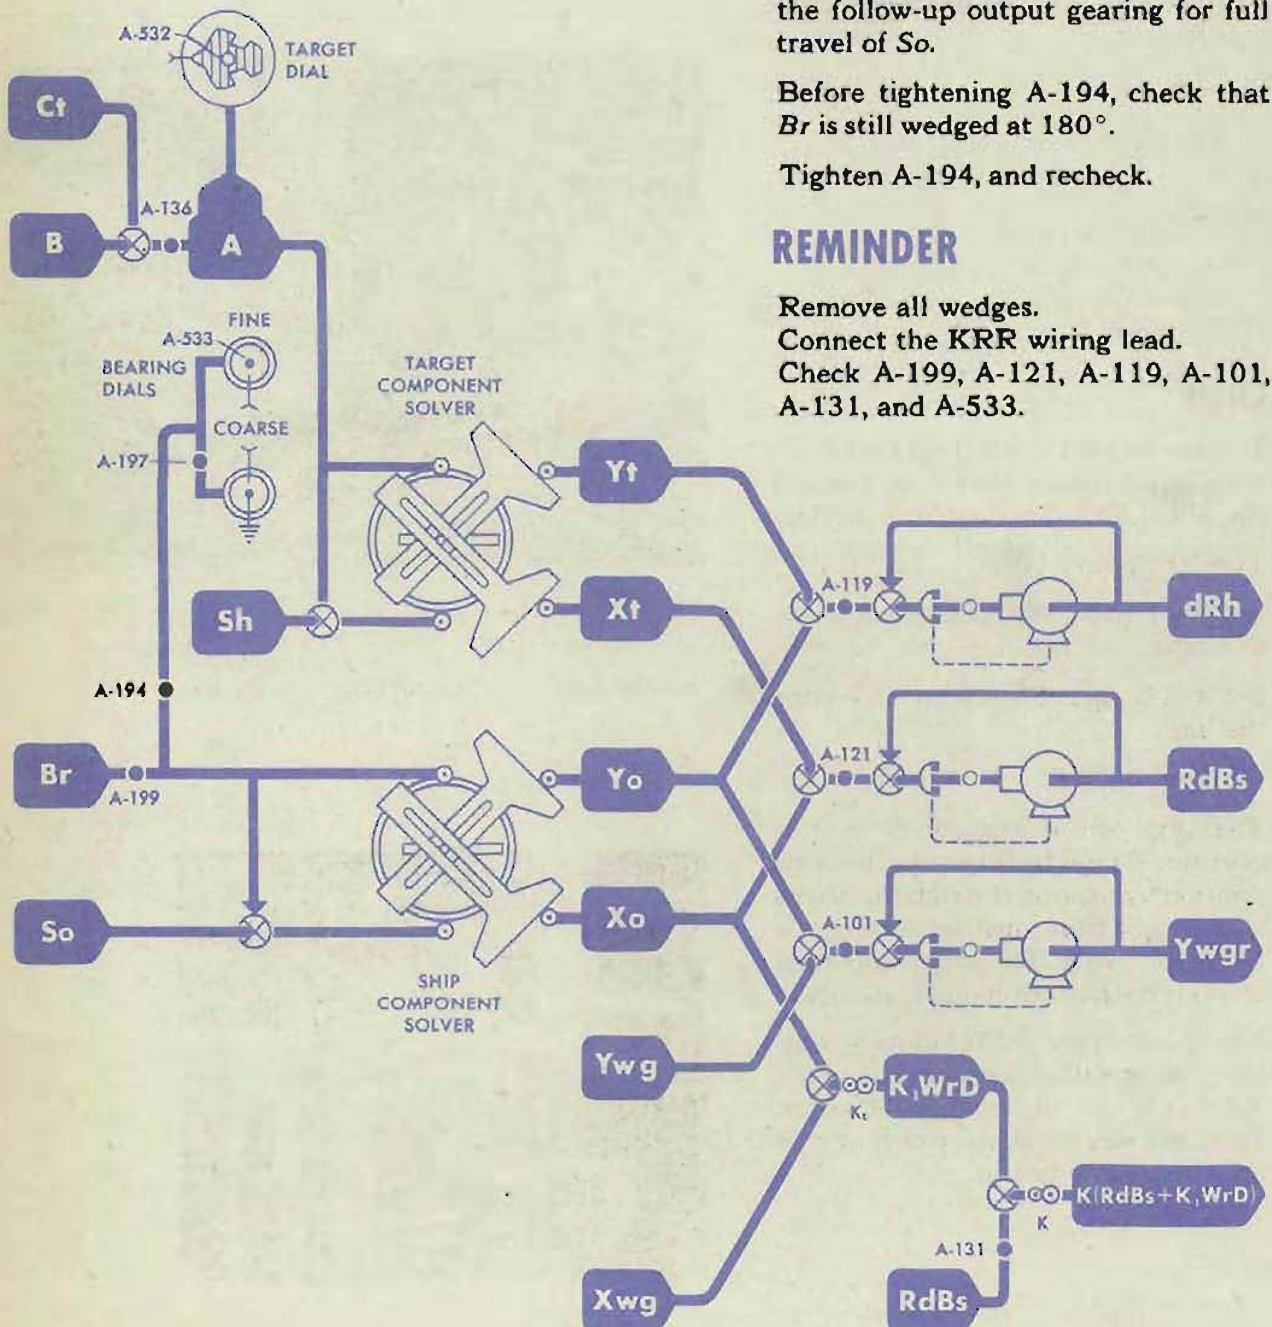 the follow-up output gearing for full
travel of So.
Before tightening A-194, check that
Br is still wedged at 180°.
Tighten A-194, and recheck.
REMINDER
Remove all wedges.
Connect the KRR wiring lead.
Check A-199, A-121, A-119, A-101,
A-131, and A-533.
A-532
TARGET
DIAL
Ct
A-136
B
A
FINE
A-533
BEARING
DIALS
COARSE
A-197
TARGET
COMPONENT
SOLVER
Yt
Sh
Xt
A-119
dRh
A-194
Br
A-199
Yo
A-121
RdBs
So
Xo
A-101
Ywgr
SHIP
COMPONENT
SOLVER
Ywg
K₁
K₁WrD
K(RdBs+K₁WrD)
K
A-131
Xwg
RdBs